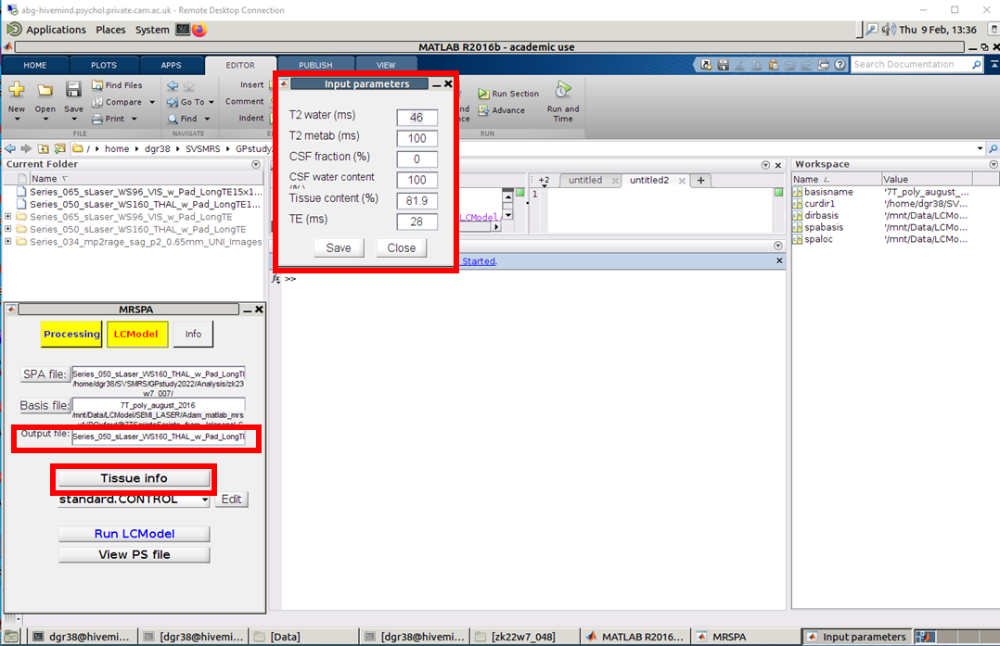 abg-hivemind.psychol.private.cam.ac.uk - Remote Desktop Connection
Applications Places System Thu 9 Feb, 13:36
MATLAB R2016b - academic use
HOME PLOTS APPS EDITOR PUBLISH VIEW
Search Documentation
New Open Save
Find Files
Compare
Print
Go To
Find
Insert
Comment
Indent
Run Section
Advance
Run and
Time
FILE NAVIGATE RUN
/ home dgr38 SVSMRS GPstudy
Current Folder
Name
Series_065_sLaser_WS96_VIS_w_Pad_LongTE15x1...
Series_050_sLaser_WS160_THAL_w_Pad_LongTE1...
Series_065_sLaser_WS96_VIS_w_Pad_LongTE
Series_050_sLaser_WS160_THAL_w_Pad_LongTE
Series_034_mp2rage_sag_p2_0.65mm_UNI_Images
Input parameters
T2 water (ms) 46
T2 metab (ms) 100
CSF fraction (%) 0
CSF water content 100
Tissue content (%) 81.9
TE (ms) 28
Save Close
+2 untitled untitled2 +
1
LCModel/
Started.
fx >>
Workspace
Name Value
basisname '7T_poly_august_...
curdir1 '/home/dgr38/SV...
dirbasis '/mnt/Data/LCMo...
spabasis '/mnt/Data/LCMo...
spaloc '/mnt/Data/LCMo...
MRSPA
Processing LCModel Info
SPA file: Series_050_sLaser_WS160_THAL_w_Pad_LongTI
/home/dgr38/SVSMRS/GPstudy2022/Analysis/zk23
w7_007/
Basis file: 7T_poly_august_2016
/mnt/Data/LCModel/SEMI_LASER/Adam_matlab_mrs
Output file: Series_050_sLaser_WS160_THAL_w_Pad_LongTI
Tissue info
standard.CONTROL Edit
Run LCModel
View PS file
dgr38@hivemi... [dgr38@hivemi... [Data] [dgr38@hivemi... [zk22w7_048] MATLAB R2016... MRSPA Input parameters